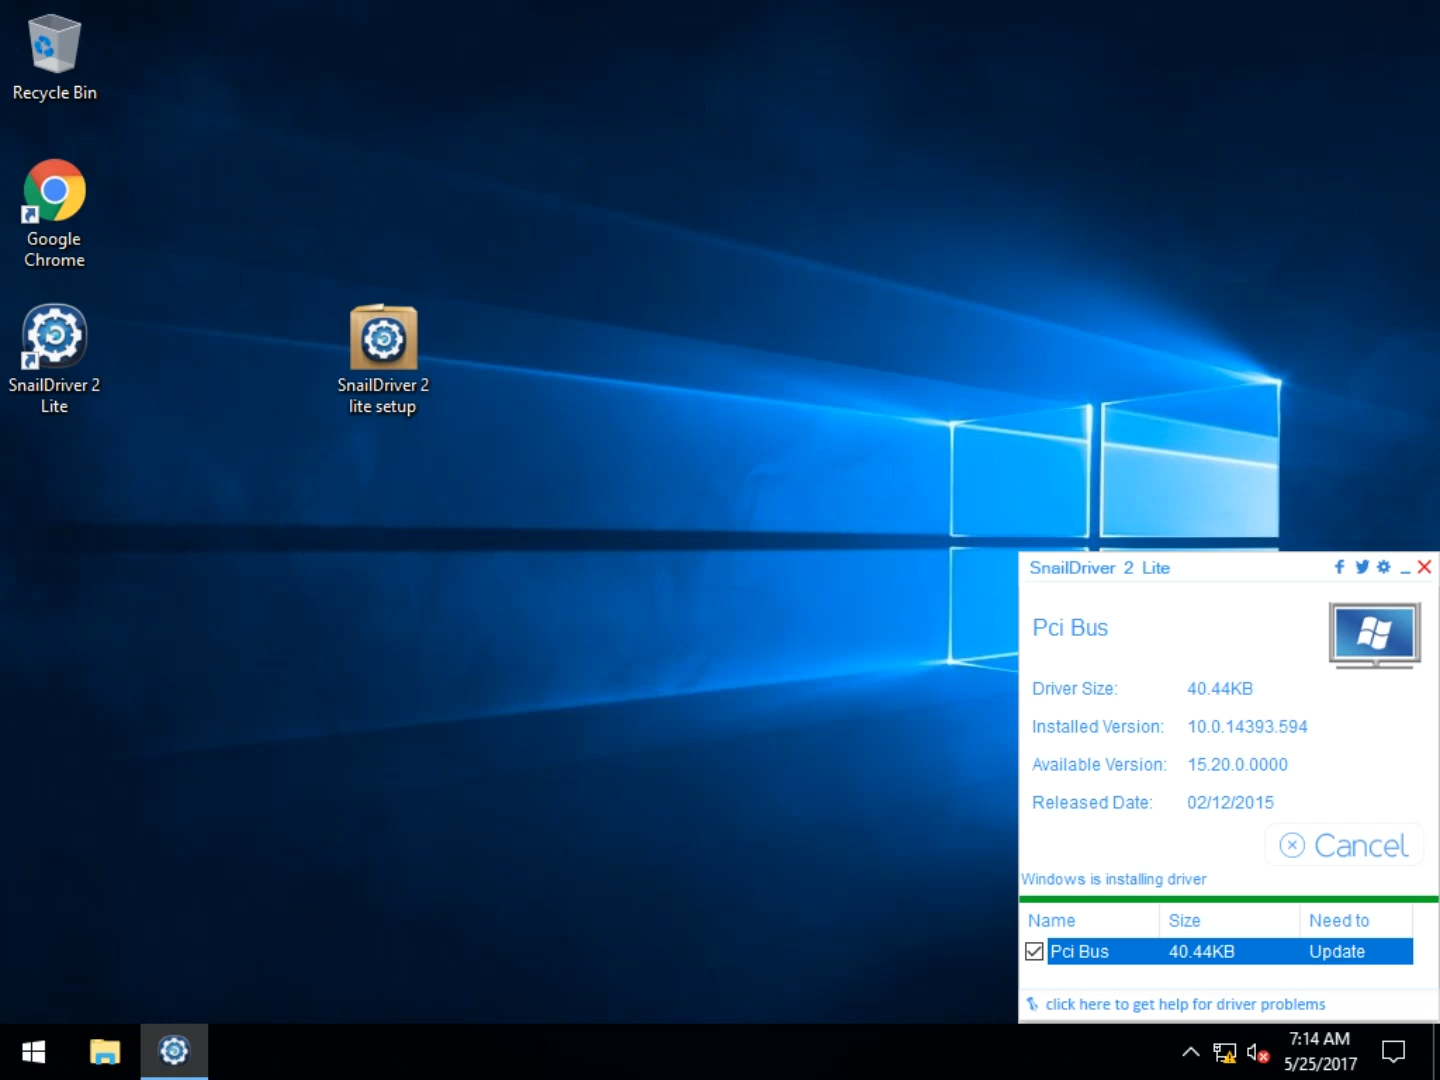 Recycle Bin
Google
Chrome
SnailDriver 2
Lite
SnailDriver 2
lite setup
SnailDriver 2 Lite
Pci Bus
Driver Size: 40.44KB
Installed Version: 10.0.14393.594
Available Version: 15.20.0.0000
Released Date: 02/12/2015
Cancel
Windows is installing driver
Name Size Need to
Pci Bus 40.44KB Update
click here to get help for driver problems
7:14 AM
5/25/2017